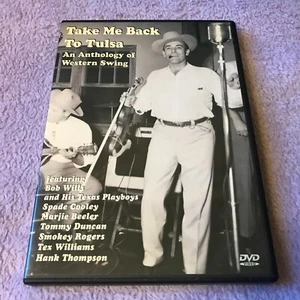 Take Me Back
To Tulsa
An Anthology of
Western Swing
featuring
Bob Wills
and His Texas Playboys
Spade Cooley
Marjie Beeler
Tommy Duncan
Smokey Rogers
Tex Williams
Hank Thompson
DVD
VIDEO